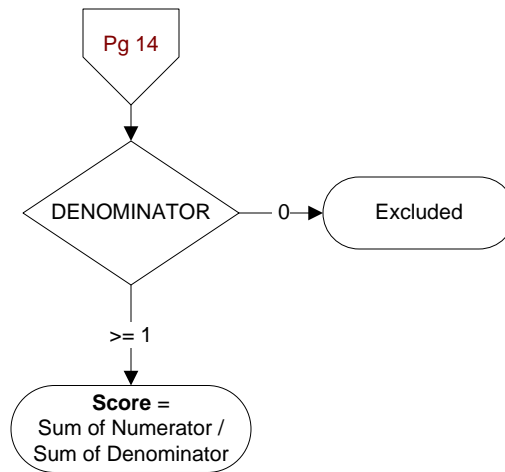 Pg 14
DENOMINATOR
0
Excluded
>= 1
Score =
Sum of Numerator /
Sum of Denominator